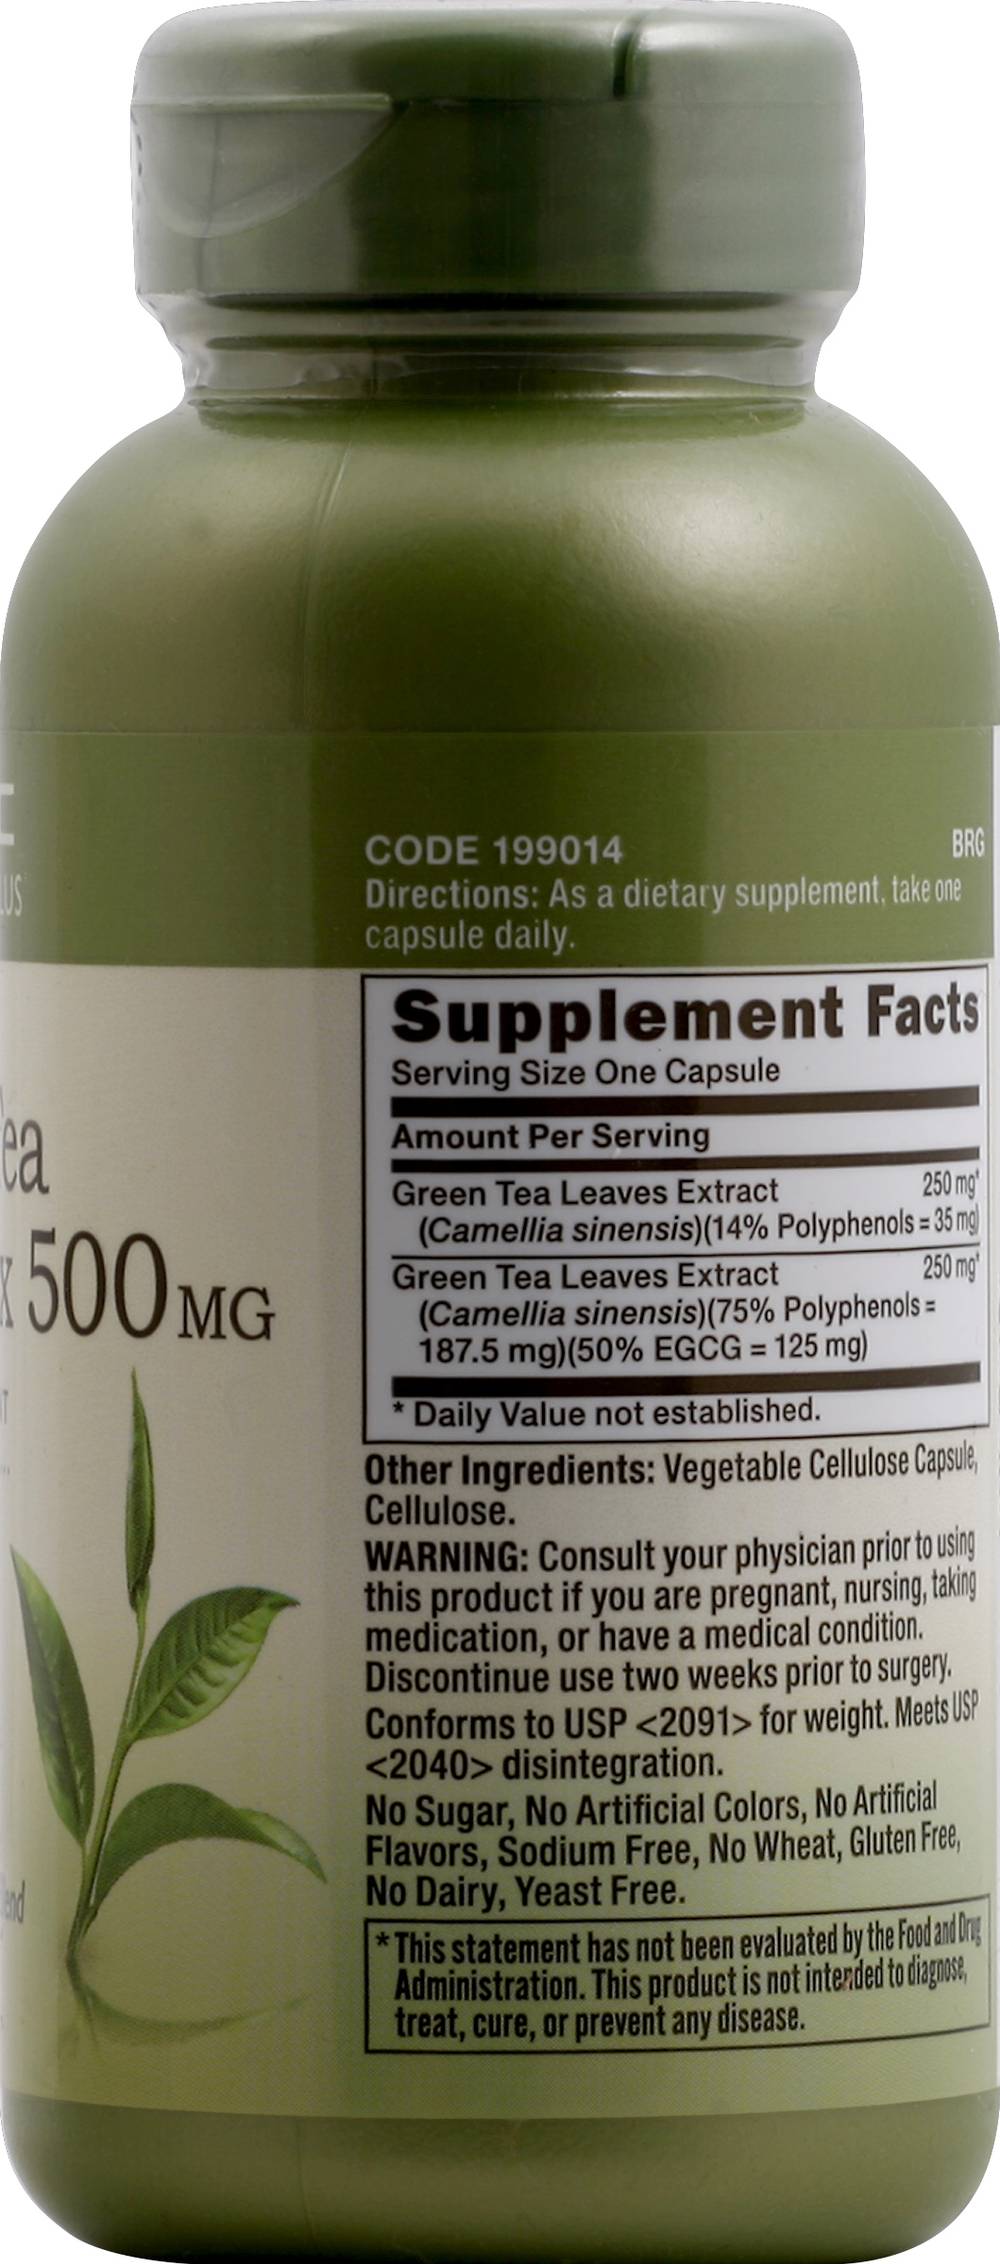 LUS
CODE 199014
BRG
Directions: As a dietary supplement, take one
capsule daily.
ea
x 500 MG
Supplement Facts
Serving Size One Capsule
Amount Per Serving
Green Tea Leaves Extract 250 mg*
(Camellia sinensis)(14% Polyphenols = 35 mg)
Green Tea Leaves Extract 250 mg*
(Camellia sinensis)(75% Polyphenols =
187.5 mg)(50% EGCG = 125 mg)
* Daily Value not established.
Other Ingredients: Vegetable Cellulose Capsule,
Cellulose.
WARNING: Consult your physician prior to using
this product if you are pregnant, nursing, taking
medication, or have a medical condition.
Discontinue use two weeks prior to surgery.
Conforms to USP <2091> for weight. Meets USP
<2040> disintegration.
No Sugar, No Artificial Colors, No Artificial
Flavors, Sodium Free, No Wheat, Gluten Free,
No Dairy, Yeast Free.
* This statement has not been evaluated by the Food and Drug
Administration. This product is not intended to diagnose,
treat, cure, or prevent any disease.